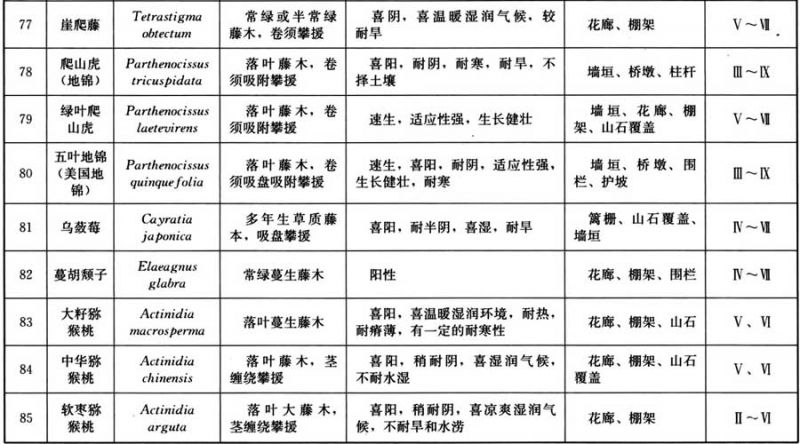 77 崖爬藤 Tetrastigma obtectum 常绿或半常绿藤木，卷须攀援 喜阴，喜温暖湿润气候，较耐旱 花廊、棚架 Ⅴ～Ⅶ
78 爬山虎（地锦） Parthenocissus tricuspidata 落叶藤木，卷须吸附攀援 喜阳，耐阴，耐寒，耐旱，不择土壤 墙垣、桥墩、柱杆 Ⅲ～Ⅸ
79 绿叶爬山虎 Parthenocissus laetevirens 落叶藤木，卷须吸附攀援 速生，适应性强，生长健壮 墙垣、花廊、棚架、山石覆盖 Ⅴ～Ⅶ
80 五叶地锦（美国地锦） Parthenocissus quinquefolia 落叶藤木，卷须吸盘吸附攀援 速生，喜阳，耐阴，适应性强，生长健壮，耐寒 墙垣、桥墩、围栏、护坡 Ⅲ～Ⅸ
81 乌蔹莓 Cayratia japonica 多年生草质藤本，吸盘攀援 喜阳，耐半阴，喜湿，耐旱 篱栅、山石覆盖、墙垣 Ⅳ～Ⅶ
82 蔓胡颓子 Elaeagnus glabra 常绿蔓生藤木 阳性 花廊、棚架、围栏 Ⅳ～Ⅶ
83 大籽猕猴桃 Actinidia macrosperma 落叶蔓生藤木 喜阳，喜温暖湿润环境，耐热，耐瘠薄，有一定的耐寒性 花廊、棚架、山石 Ⅴ、Ⅵ
84 中华猕猴桃 Actinidia chinensis 落叶藤木，茎缠绕攀援 喜阳，稍耐阴，喜湿润气候，不耐水湿 花廊、棚架、山石覆盖 Ⅴ、Ⅵ
85 软枣猕猴桃 Actinidia arguta 落叶大藤木，茎缠绕攀援 喜阳，稍耐阴，喜凉爽湿润气候，不耐旱和水涝 花廊、棚架 Ⅱ～Ⅵ